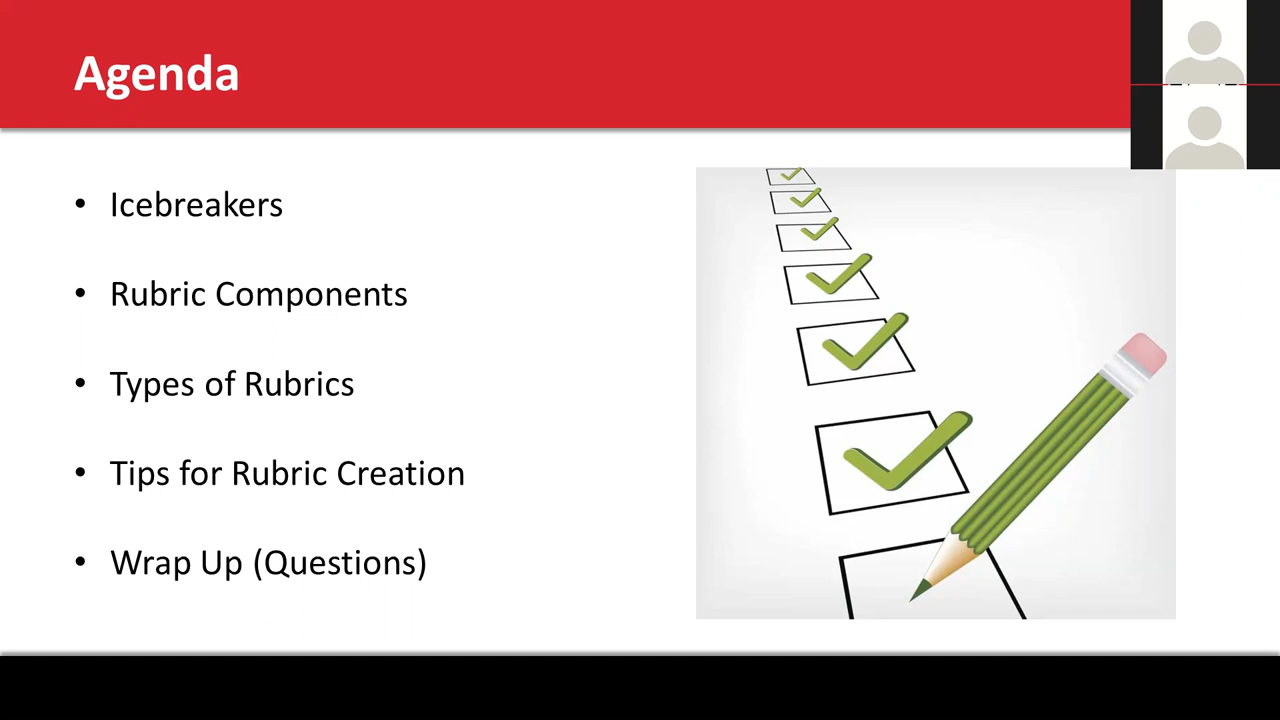 Agenda
• Icebreakers
• Rubric Components
• Types of Rubrics
• Tips for Rubric Creation
• Wrap Up (Questions)